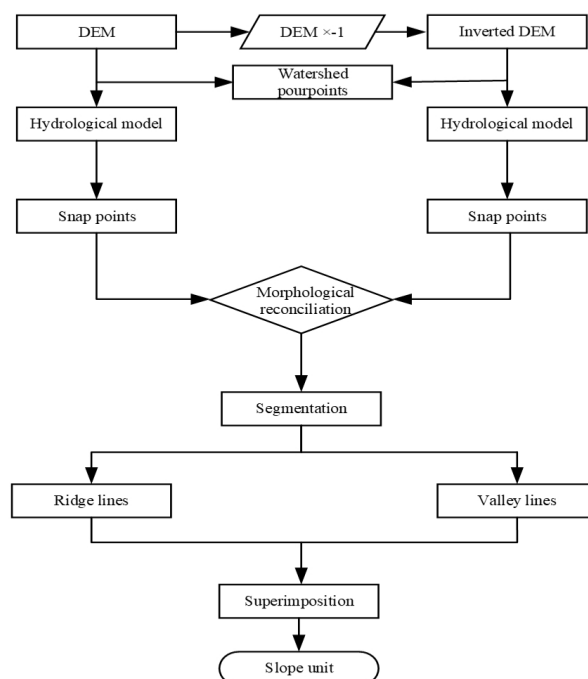 DEM
DEM ×-1
Inverted DEM
Watershed
pourpoints
Hydrological model
Hydrological model
Snap points
Snap points
Morphological
reconciliation
Segmentation
Ridge lines
Valley lines
Superimposition
Slope unit